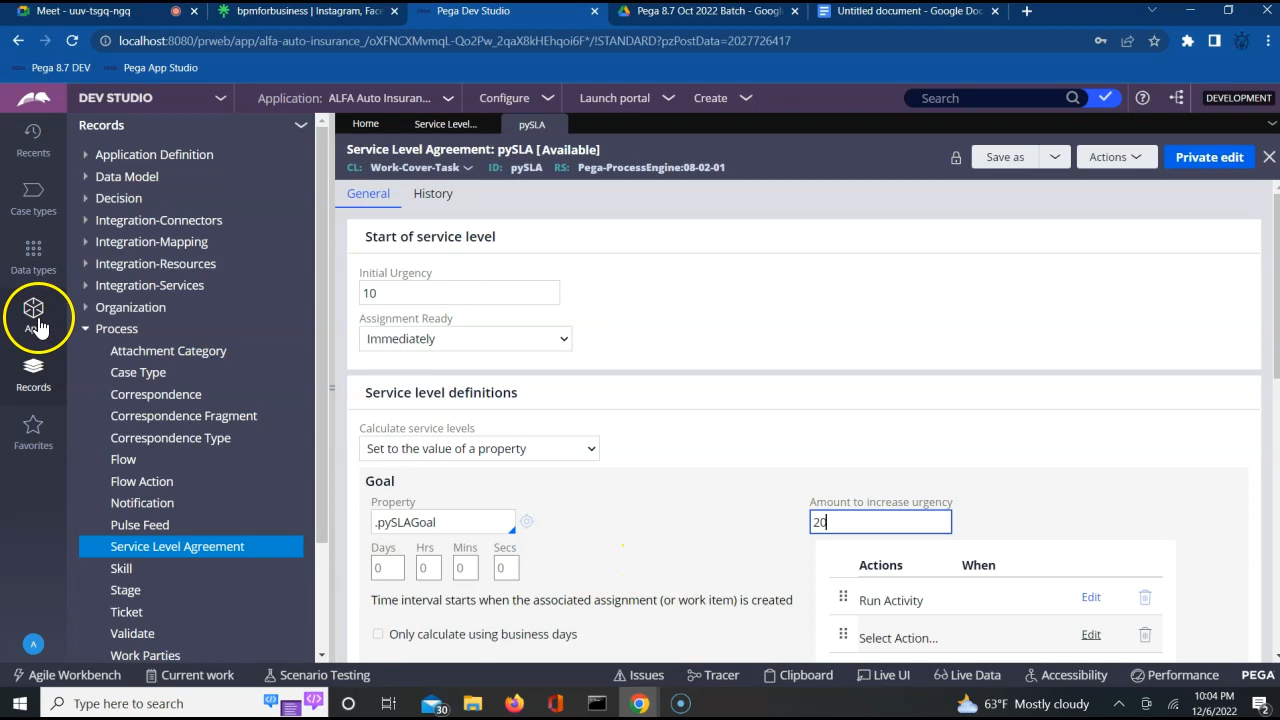 Meet - uuv-tsgq-ngq
bpmforbusiness | Instagram, Fac
Pega Dev Studio
Pega 8.7 Oct 2022 Batch - Goog
Untitled document - Google Do
localhost:8080/prweb/app/alfa-auto-insurance_/oXFNCXMvmqL-Qo2Pw_2qaX8kHEhqoi6F*/!STANDARD?pzPostData=2027726417
Pega 8.7 DEV
Pega App Studio
DEV STUDIO
Application: ALFA Auto Insuran...
Configure
Launch portal
Create
Search
DEVELOPMENT
Recents
Case types
Data types
Records
Favorites
A
Records
Application Definition
Data Model
Decision
Integration-Connectors
Integration-Mapping
Integration-Resources
Integration-Services
Organization
Process
Attachment Category
Case Type
Correspondence
Correspondence Fragment
Correspondence Type
Flow
Flow Action
Notification
Pulse Feed
Service Level Agreement
Skill
Stage
Ticket
Validate
Work Parties
Home
Service Level...
pySLA
Service Level Agreement: pySLA [Available]
CL: Work-Cover-Task ID: pySLA RS: Pega-ProcessEngine:08-02-01
Save as
Actions
Private edit
General
History
Start of service level
Initial Urgency
10
Assignment Ready
Immediately
Service level definitions
Calculate service levels
Set to the value of a property
Goal
Property
.pySLAGoal
Amount to increase urgency
20
Days Hrs Mins Secs
0 0 0 0
Time interval starts when the associated assignment (or work item) is created
Only calculate using business days
Actions When
Run Activity Edit
Select Action... Edit
Agile Workbench
Current work
Scenario Testing
Issues
Tracer
Clipboard
Live UI
Live Data
Accessibility
Performance
PEGA
Type here to search
30
63°F Mostly cloudy
10:04 PM
12/6/2022
2